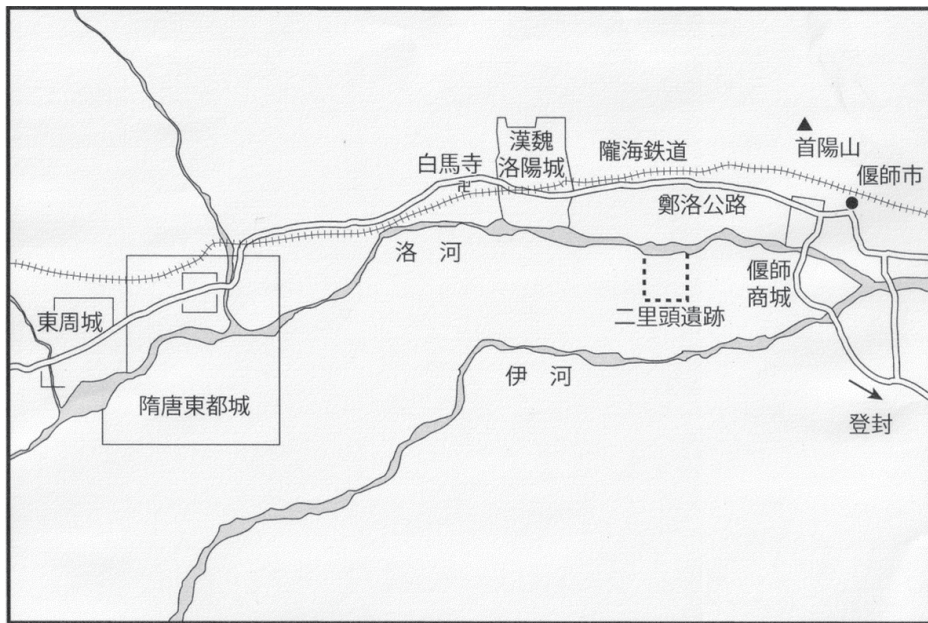 首陽山
漢魏
洛陽城
隴海鉄道
白馬寺
卍
偃師市
鄭洛公路
洛 河
偃師
商城
東周城
二里頭遺跡
伊 河
隋唐東都城
登封